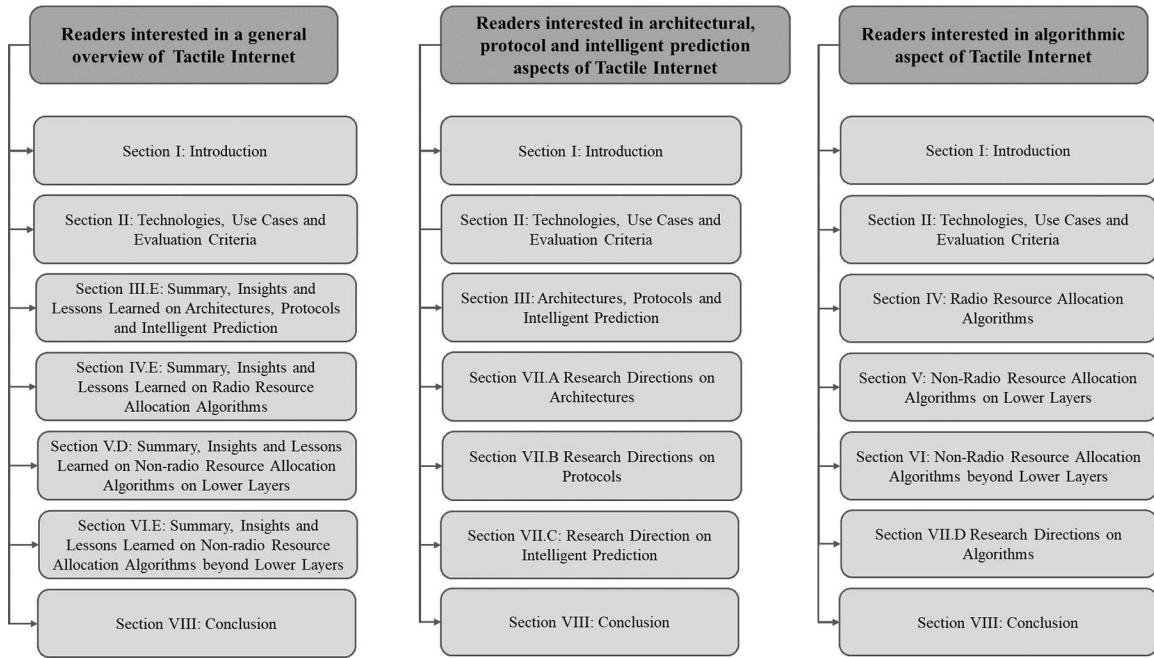 Readers interested in a general
overview of Tactile Internet
Section I: Introduction
Section II: Technologies, Use Cases and
Evaluation Criteria
Section III.E: Summary, Insights and
Lessons Learned on Architectures, Protocols
and Intelligent Prediction
Section IV.E: Summary, Insights and
Lessons Learned on Radio Resource
Allocation Algorithms
Section V.D: Summary, Insights and Lessons
Learned on Non-radio Resource Allocation
Algorithms on Lower Layers
Section VI.E: Summary, Insights and
Lessons Learned on Non-radio Resource
Allocation Algorithms beyond Lower Layers
Section VIII: Conclusion
Readers interested in architectural,
protocol and intelligent prediction
aspects of Tactile Internet
Section I: Introduction
Section II: Technologies, Use Cases and
Evaluation Criteria
Section III: Architectures, Protocols and
Intelligent Prediction
Section VII.A Research Directions on
Architectures
Section VII.B Research Directions on
Protocols
Section VII.C: Research Direction on
Intelligent Prediction
Section VIII: Conclusion
Readers interested in algorithmic
aspect of Tactile Internet
Section I: Introduction
Section II: Technologies, Use Cases and
Evaluation Criteria
Section IV: Radio Resource Allocation
Algorithms
Section V: Non-Radio Resource Allocation
Algorithms on Lower Layers
Section VI: Non-Radio Resource Allocation
Algorithms beyond Lower Layers
Section VII.D Research Directions on
Algorithms
Section VIII: Conclusion